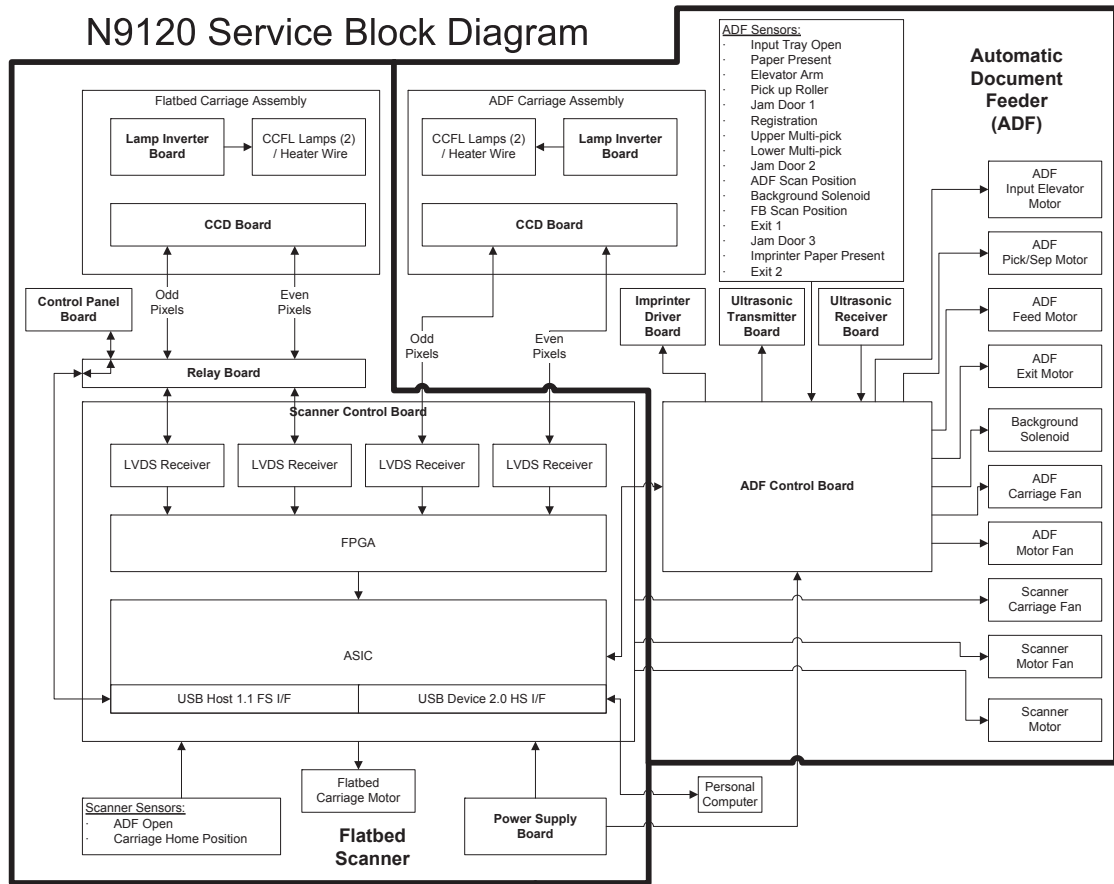 N9120 Service Block Diagram
Flatbed Carriage Assembly
Lamp Inverter
Board
CCFL Lamps (2)
/ Heater Wire
CCD Board
Odd
Pixels
Even
Pixels
Control Panel
Board
Relay Board
ADF Carriage Assembly
CCFL Lamps (2)
/ Heater Wire
Lamp Inverter
Board
CCD Board
Odd
Pixels
Even
Pixels
Scanner Control Board
LVDS Receiver
LVDS Receiver
LVDS Receiver
LVDS Receiver
FPGA
ASIC
USB Host 1.1 FS I/F
USB Device 2.0 HS I/F
Scanner Sensors:
· ADF Open
· Carriage Home Position
Flatbed
Carriage Motor
Flatbed
Scanner
Power Supply
Board
Personal
Computer
ADF Sensors:
· Input Tray Open
· Paper Present
· Elevator Arm
· Pick up Roller
· Jam Door 1
· Registration
· Upper Multi-pick
· Lower Multi-pick
· Jam Door 2
· ADF Scan Position
· Background Solenoid
· FB Scan Position
· Exit 1
· Jam Door 3
· Imprinter Paper Present
· Exit 2
Automatic
Document
Feeder
(ADF)
Imprinter
Driver
Board
Ultrasonic
Transmitter
Board
Ultrasonic
Receiver
Board
ADF Control Board
ADF
Input Elevator
Motor
ADF
Pick/Sep Motor
ADF
Feed Motor
ADF
Exit Motor
Background
Solenoid
ADF
Carriage Fan
ADF
Motor Fan
Scanner
Carriage Fan
Scanner
Motor Fan
Scanner
Motor